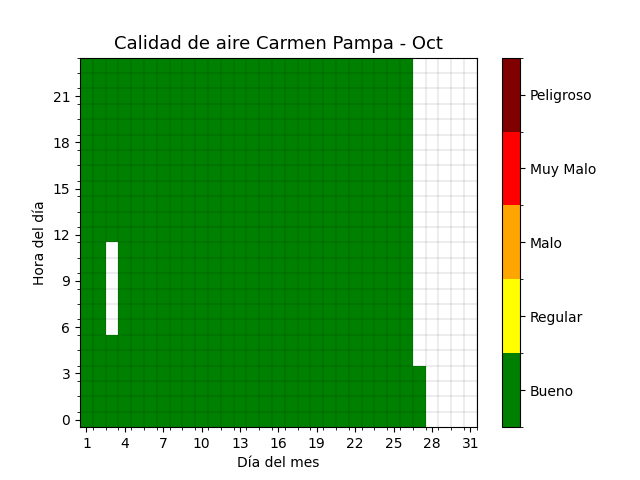 Calidad de aire Carmen Pampa - Oct
Hora del día
21
18
15
12
9
6
3
0
1 4 7 10 13 16 19 22 25 28 31
Día del mes
Peligroso
Muy Malo
Malo
Regular
Bueno